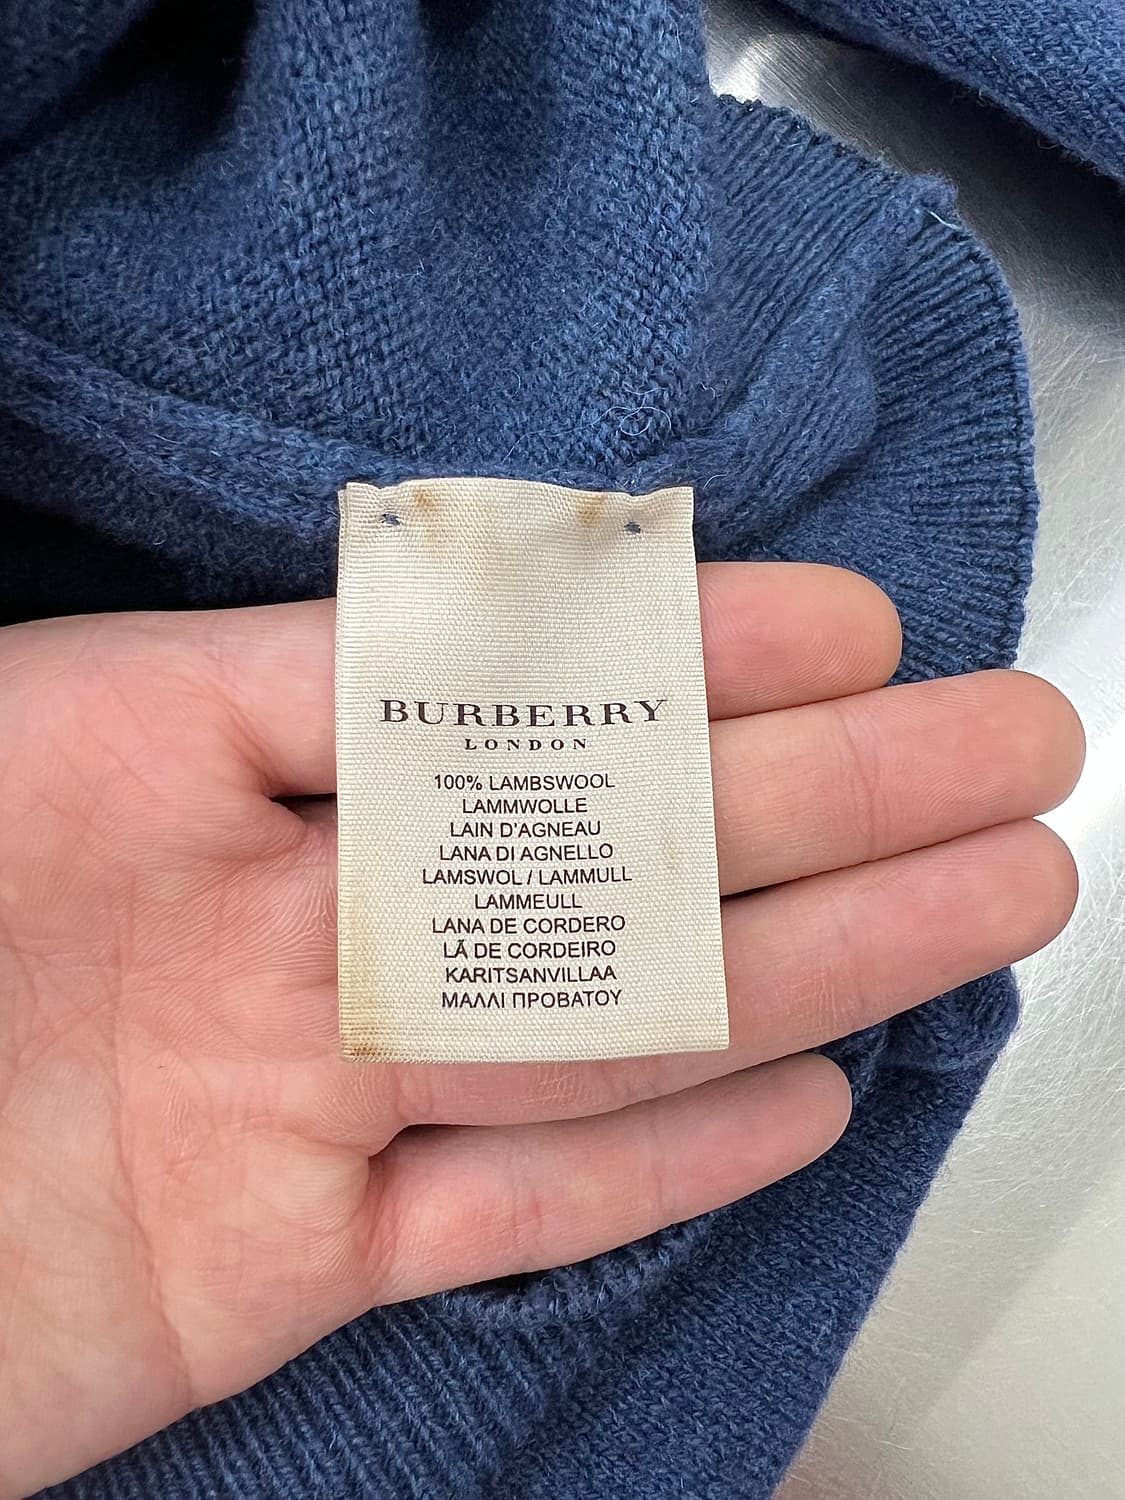 BURBERRY
LONDON
100% LAMBSWOOL
LAMMWOLLE
LAIN D'AGNEAU
LANA DI AGNELLO
LAMSWOL / LAMMULL
LAMMEULL
LANA DE CORDERO
LÃ DE CORDEIRO
KARITSANVILLAA
ΜΑΛΛΙ ΠΡΟΒΑΤΟΥ